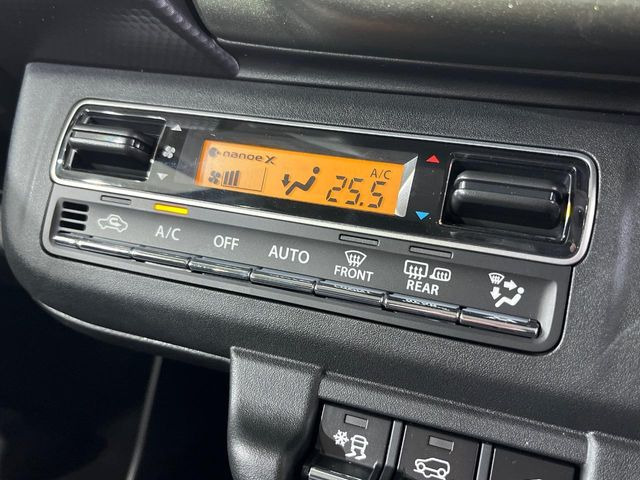 nanoe X
A/C
25.5
A/C
OFF
AUTO
FRONT
REAR